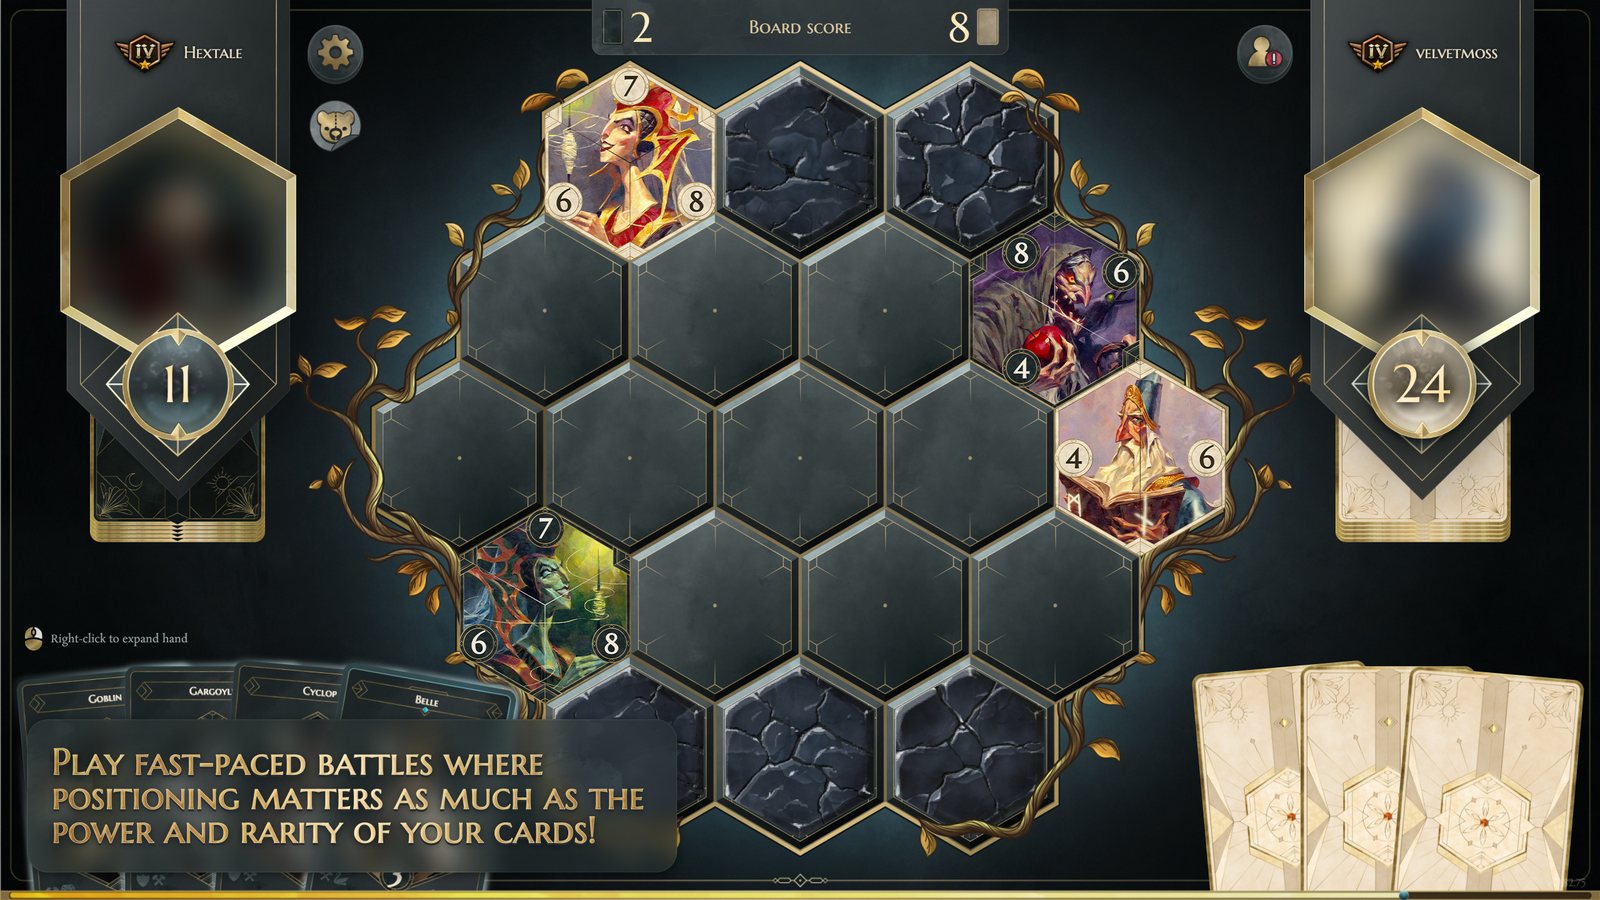 IV Hextale
2 Board score 8
IV velvetmoss
7
6 8
8 6
4
11
24
4 6
7
6 8
Right-click to expand hand
Goblin
Cyclop
Belle
Play fast-paced battles where
positioning matters as much as the
power and rarity of your cards!
3